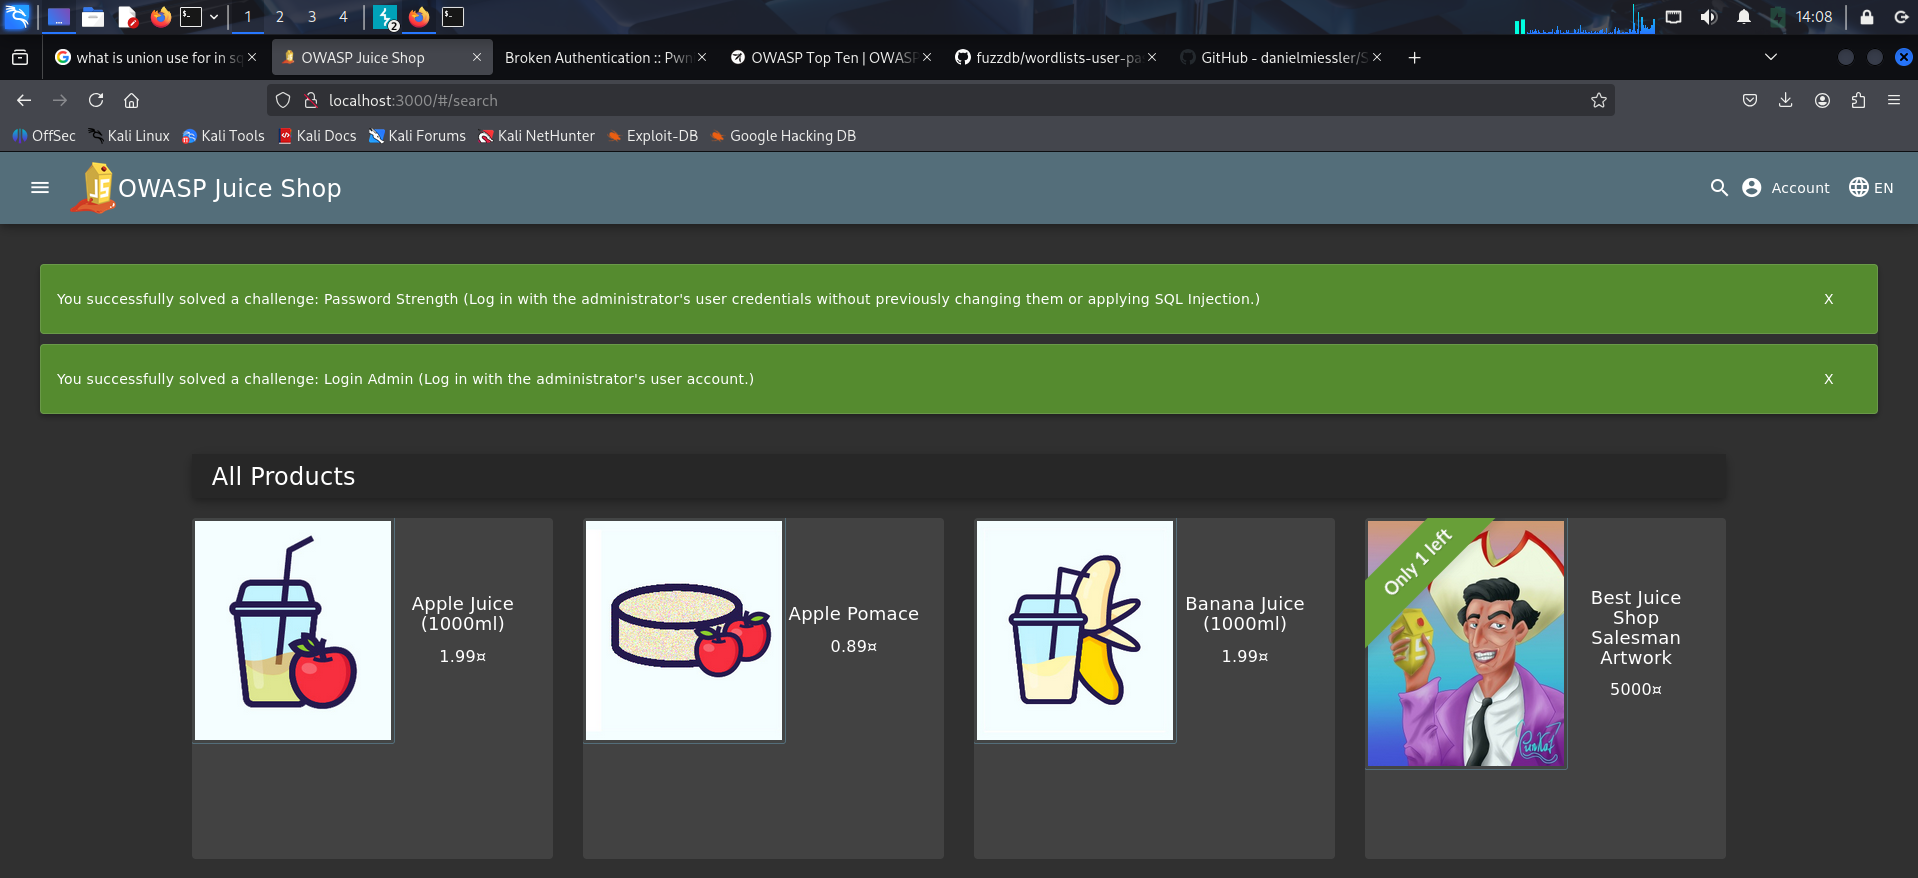 1 2 3 4 2 14:08
what is union use for in sq
OWASP Juice Shop
Broken Authentication :: Pwn
OWASP Top Ten | OWASP
fuzzdb/wordlists-user-pa
GitHub - danielmiessler/S
localhost:3000/#/search
OffSec Kali Linux Kali Tools Kali Docs Kali Forums Kali NetHunter Exploit-DB Google Hacking DB
OWASP Juice Shop Account EN
You successfully solved a challenge: Password Strength (Log in with the administrator's user credentials without previously changing them or applying SQL Injection.) X
You successfully solved a challenge: Login Admin (Log in with the administrator's user account.) X
All Products
Apple Juice
(1000ml)
1.99¤
Apple Pomace
0.89¤
Banana Juice
(1000ml)
1.99¤
Only 1 left
Best Juice
Shop
Salesman
Artwork
5000¤